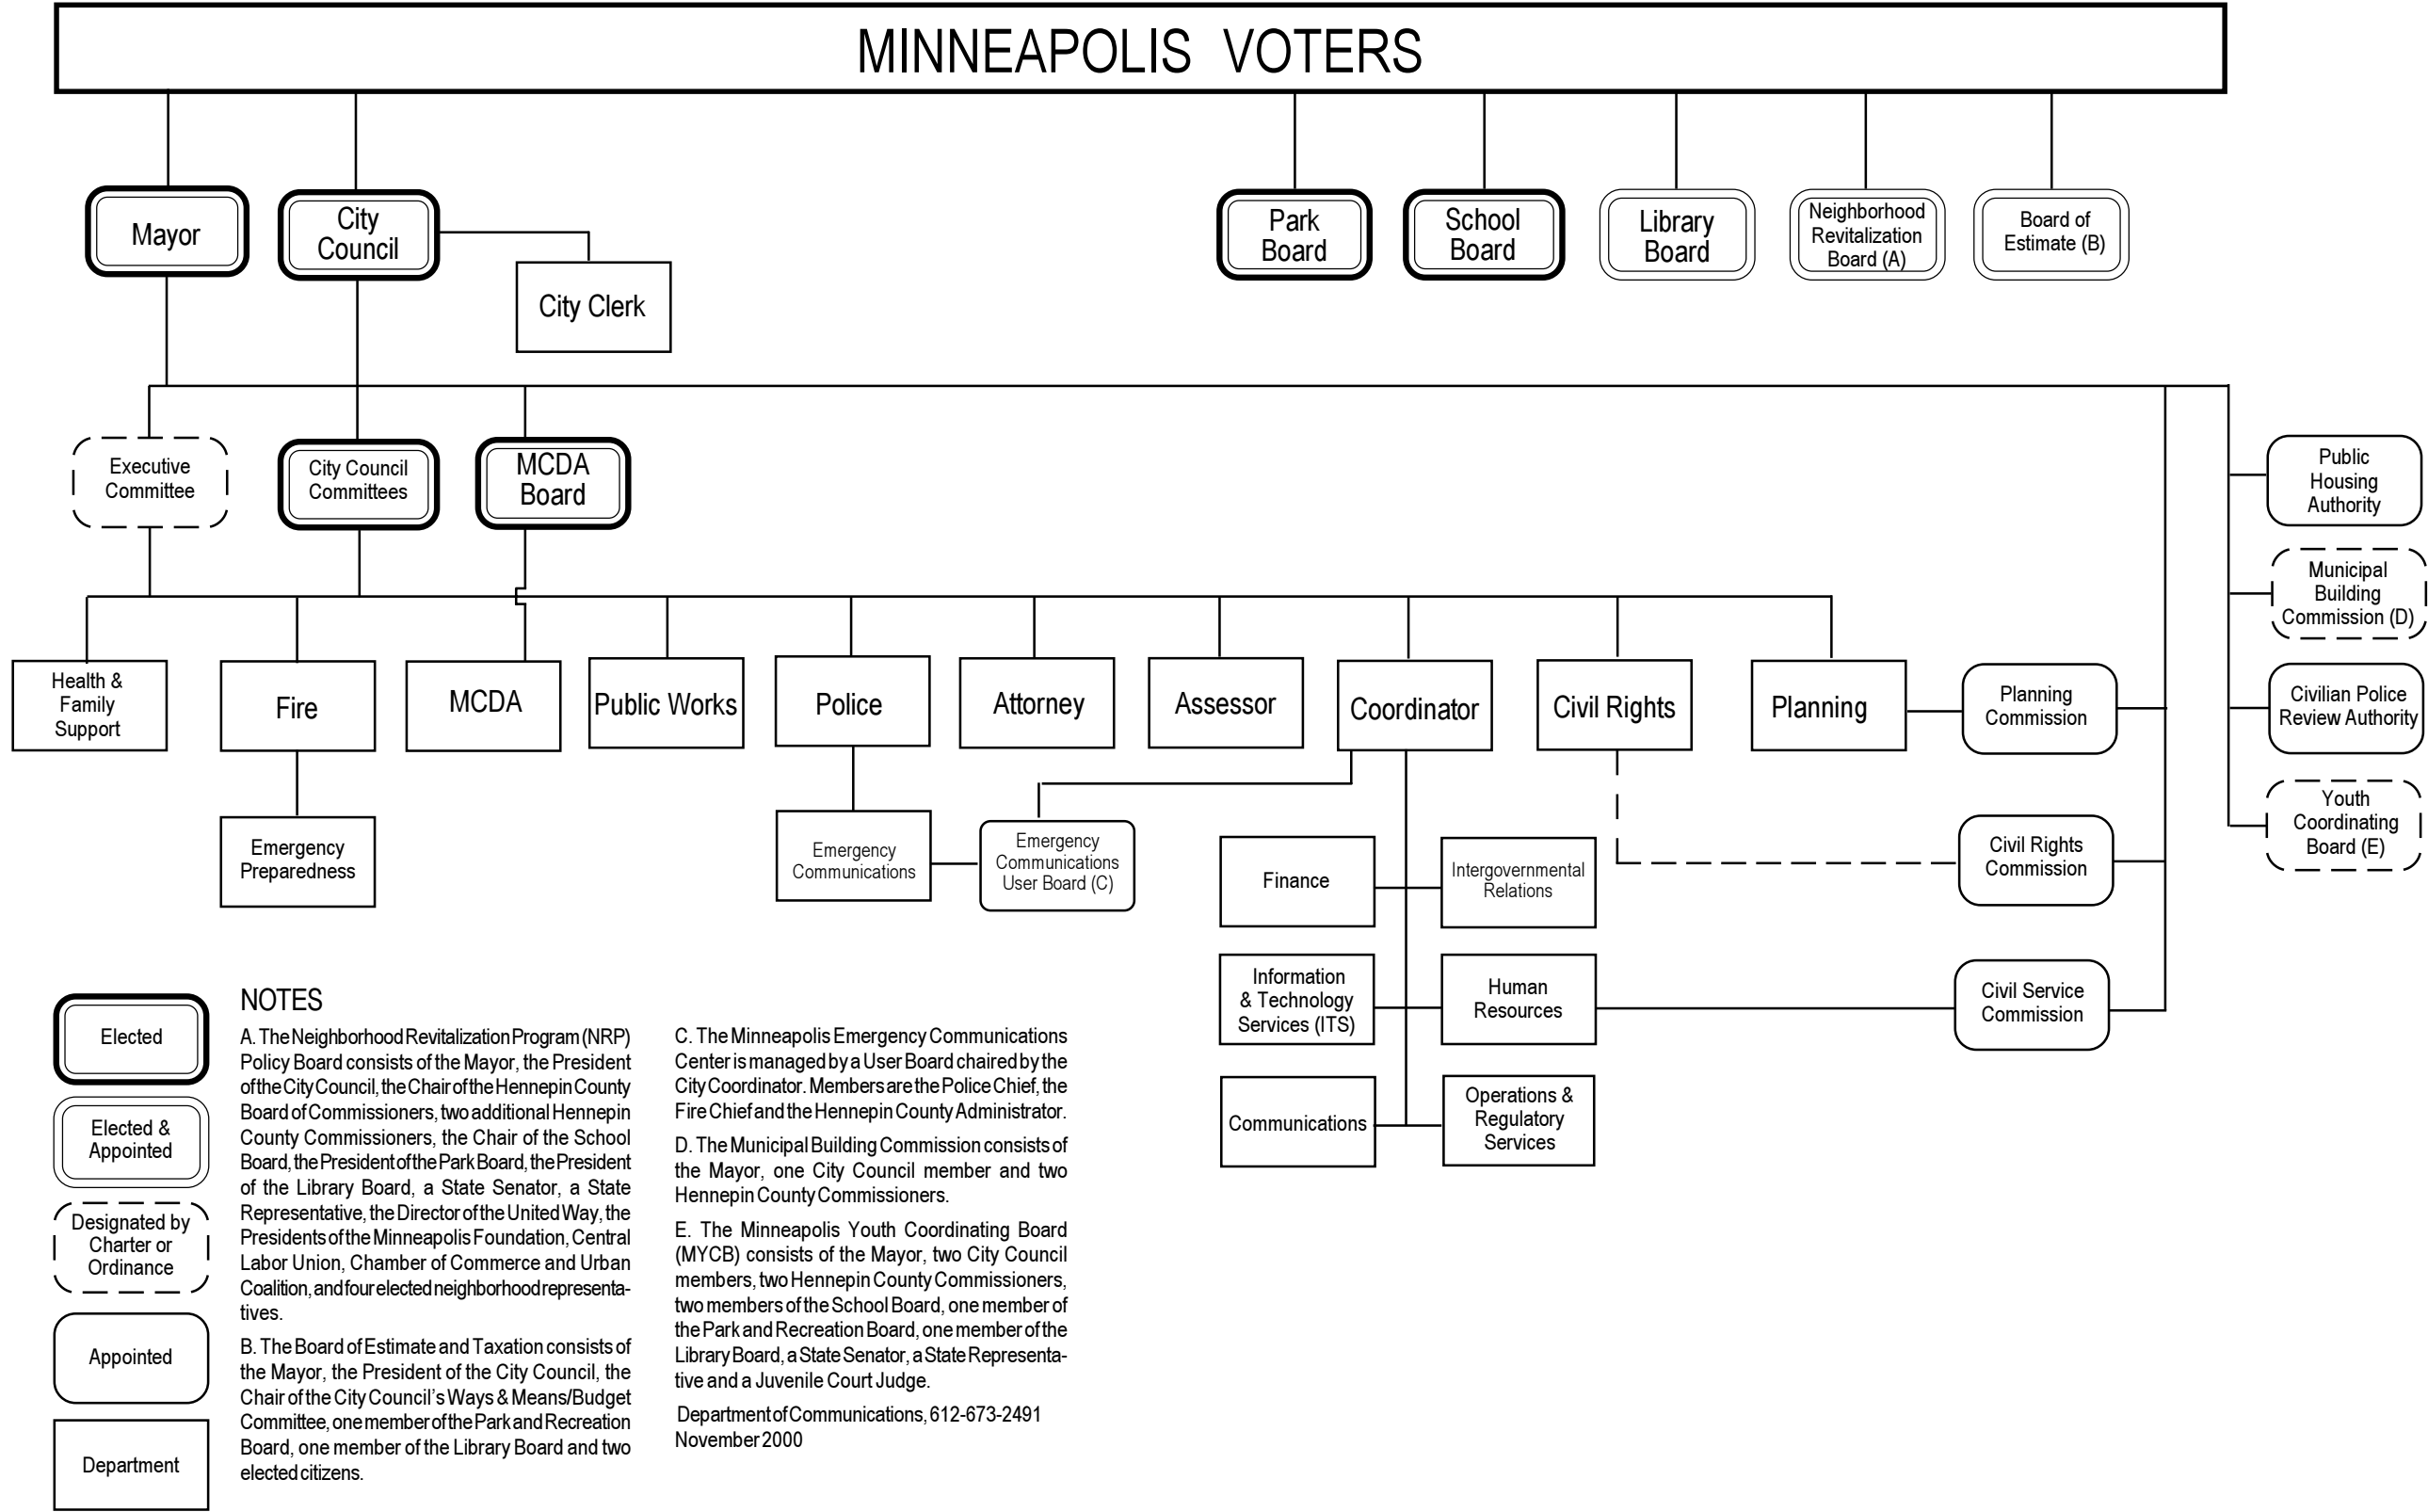 MINNEAPOLIS VOTERS
Mayor
City
Council
City Clerk
Park
Board
School
Board
Library
Board
Neighborhood
Revitalization
Board (A)
Board of
Estimate (B)
Executive
Committee
City Council
Committees
MCDA
Board
Public
Housing
Authority
Municipal
Building
Commission (D)
Civilian Police
Review Authority
Youth
Coordinating
Board (E)
Health &
Family
Support
Fire
MCDA
Public Works
Police
Attorney
Assessor
Coordinator
Civil Rights
Planning
Planning
Commission
Emergency
Preparedness
Emergency
Communications
Emergency
Communications
User Board (C)
Finance
Intergovernmental
Relations
Civil Rights
Commission
Information
& Technology
Services (ITS)
Human
Resources
Civil Service
Commission
Communications
Operations &
Regulatory
Services
Elected
Elected &
Appointed
Designated by
Charter or
Ordinance
Appointed
Department
NOTES
A. The Neighborhood Revitalization Program (NRP)
Policy Board consists of the Mayor, the President
of the City Council, the Chair of the Hennepin County
Board of Commissioners, two additional Hennepin
County Commissioners, the Chair of the School
Board, the President of the Park Board, the President
of the Library Board, a State Senator, a State
Representative, the Director of the United Way, the
Presidents of the Minneapolis Foundation, Central
Labor Union, Chamber of Commerce and Urban
Coalition, and four elected neighborhood representa-
tives.
B. The Board of Estimate and Taxation consists of
the Mayor, the President of the City Council, the
Chair of the City Council’s Ways & Means/Budget
Committee, one member of the Park and Recreation
Board, one member of the Library Board and two
elected citizens.
C. The Minneapolis Emergency Communications
Center is managed by a User Board chaired by the
City Coordinator. Members are the Police Chief, the
Fire Chief and the Hennepin County Administrator.
D. The Municipal Building Commission consists of
the Mayor, one City Council member and two
Hennepin County Commissioners.
E. The Minneapolis Youth Coordinating Board
(MYCB) consists of the Mayor, two City Council
members, two Hennepin County Commissioners,
two members of the School Board, one member of
the Park and Recreation Board, one member of the
Library Board, a State Senator, a State Representa-
tive and a Juvenile Court Judge.
Department of Communications, 612-673-2491
November 2000